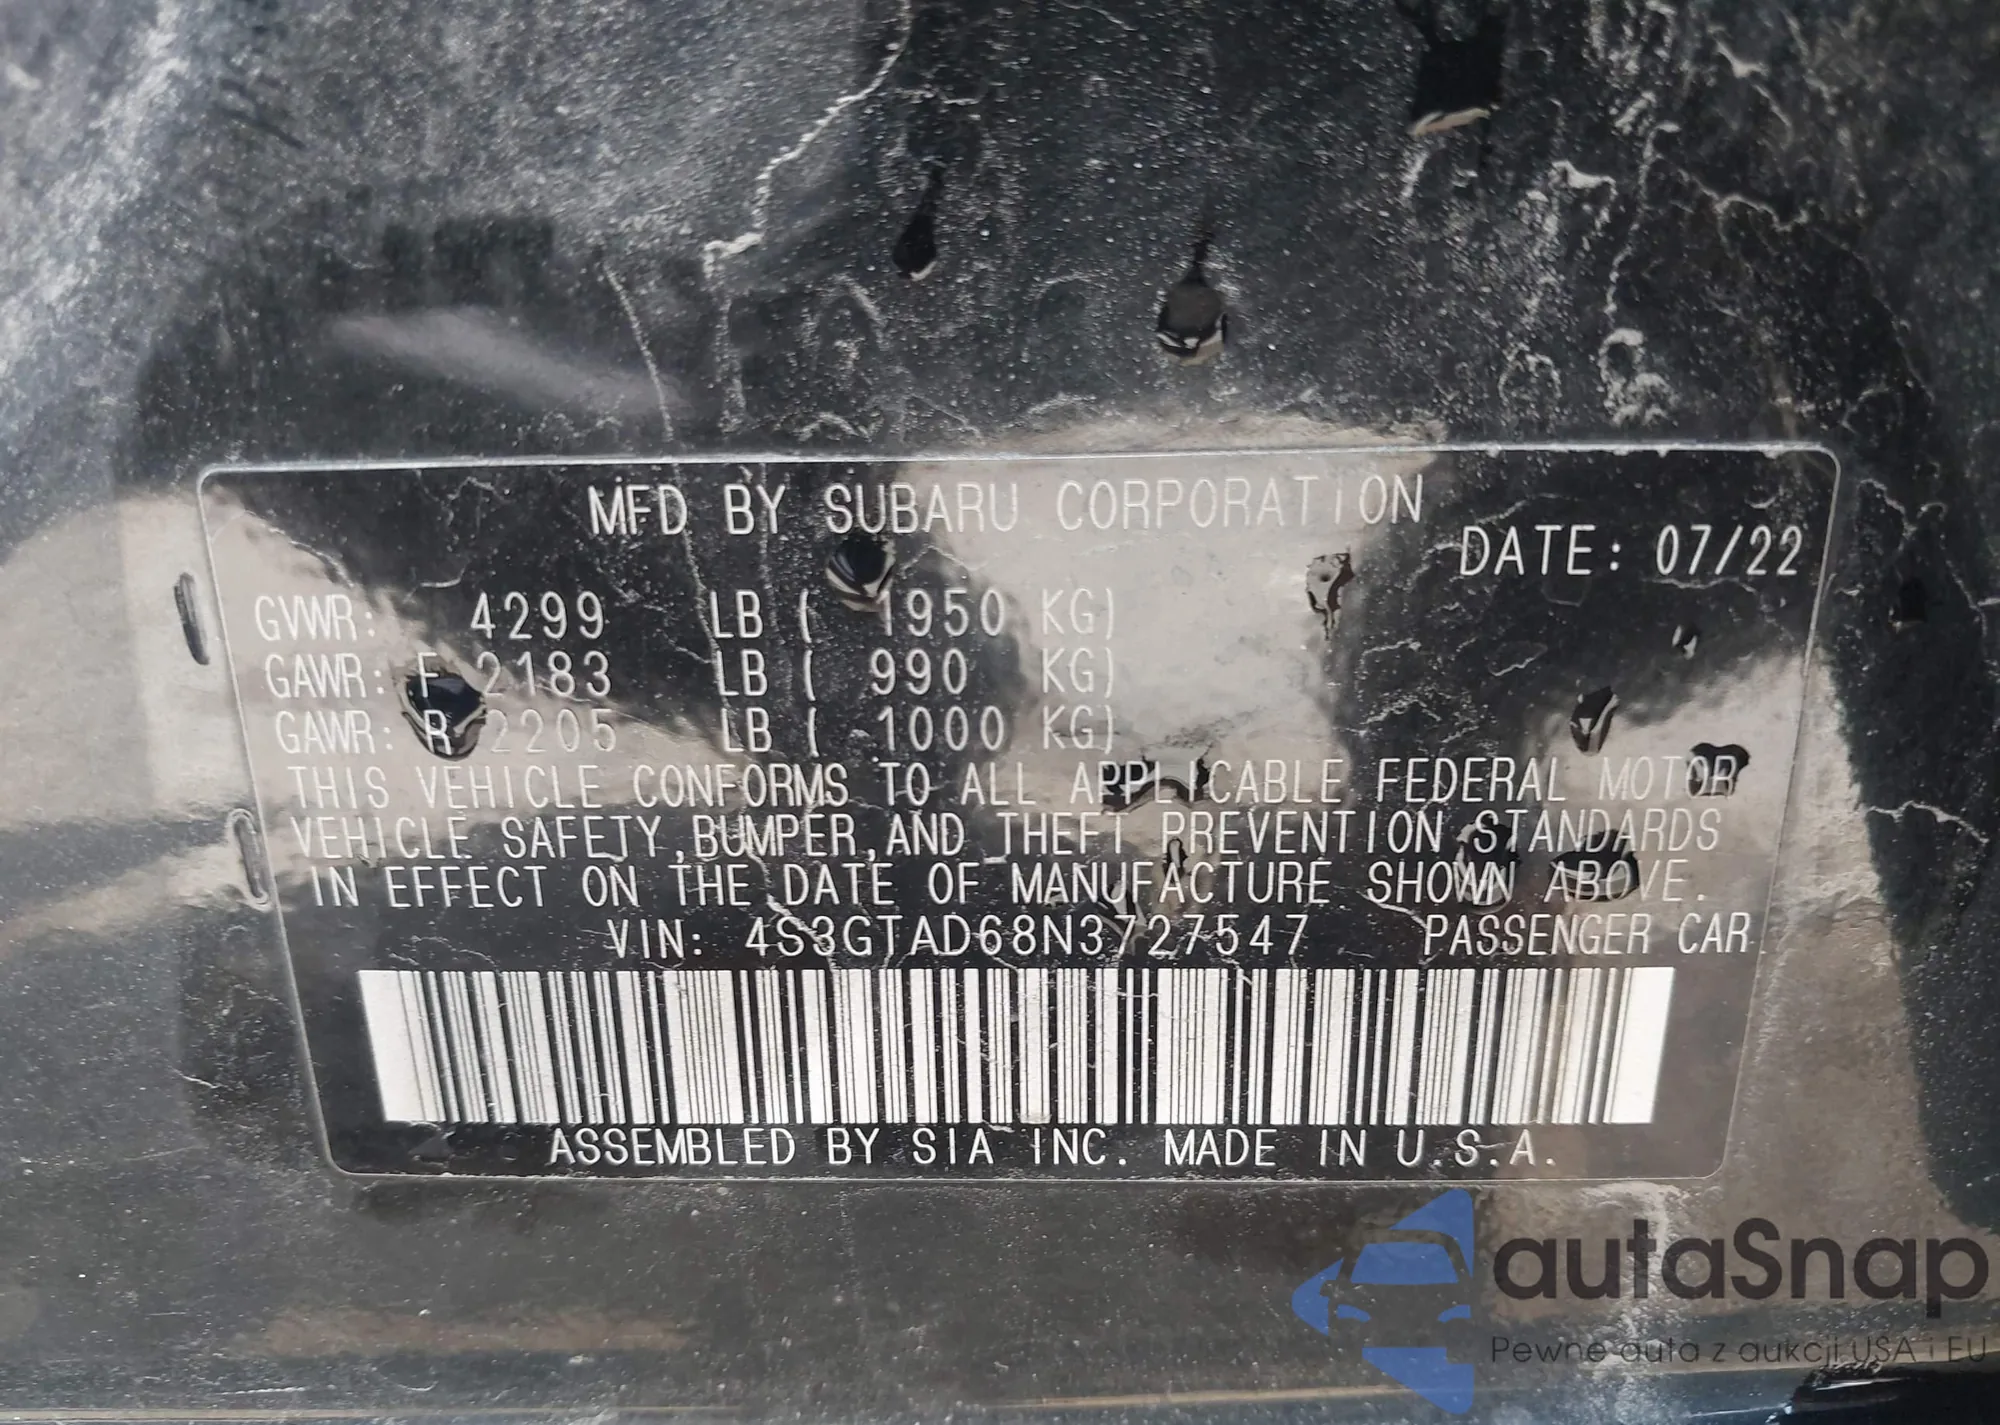 MFD BY SUBARU CORPORATION
DATE: 07/22
GVWR: 4299 LB ( 1950 KG)
GAWR: F 2183 LB ( 990 KG)
GAWR: R 2205 LB ( 1000 KG)
THIS VEHICLE CONFORMS TO ALL APPLICABLE FEDERAL MOTOR
VEHICLE SAFETY,BUMPER,AND THEFT PREVENTION STANDARDS
IN EFFECT ON THE DATE OF MANUFACTURE SHOWN ABOVE.
VIN: 4S3GTAD68N3727547 PASSENGER CAR
ASSEMBLED BY SIA INC. MADE IN U.S.A.
autaSnap
Pewne auta z aukcji USA i EU